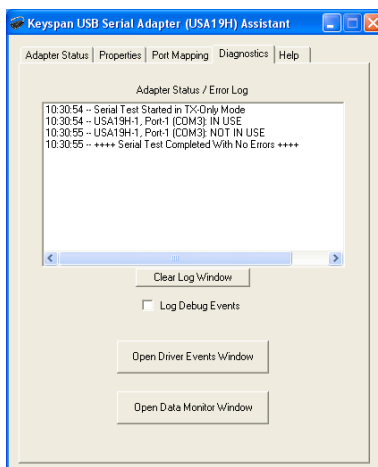 Keyspan USB Serial Adapter (USA19H) Assistant
Adapter Status Properties Port Mapping Diagnostics Help
Adapter Status / Error Log
10:30:54 -- Serial Test Started in TX-Only Mode
10:30:54 -- USA19H-1, Port-1 (COM3): IN USE
10:30:55 -- USA19H-1, Port-1 (COM3): NOT IN USE
10:30:55 -- ++++ Serial Test Completed With No Errors ++++
Clear Log Window
Log Debug Events
Open Driver Events Window
Open Data Monitor Window